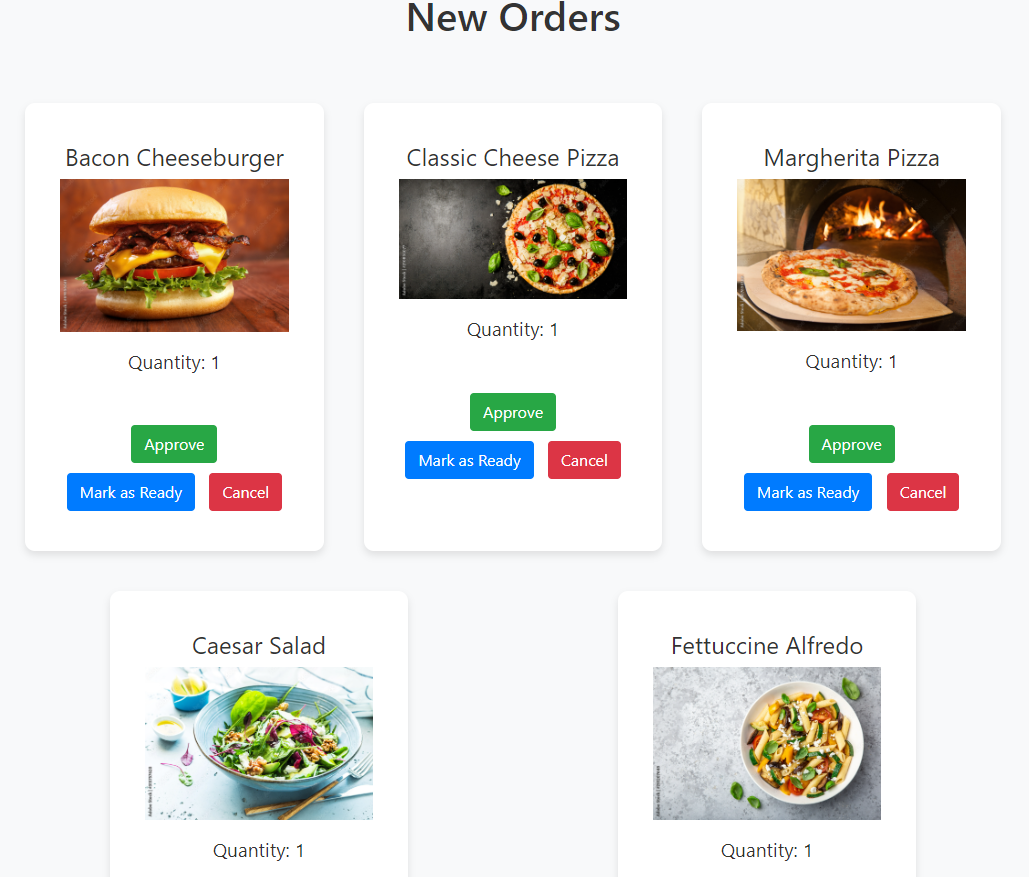 New Orders
Bacon Cheeseburger
Classic Cheese Pizza
Margherita Pizza
Quantity: 1
Quantity: 1
Quantity: 1
Approve
Approve
Approve
Mark as Ready Cancel
Mark as Ready Cancel
Mark as Ready Cancel
Caesar Salad
Fettuccine Alfredo
Quantity: 1
Quantity: 1